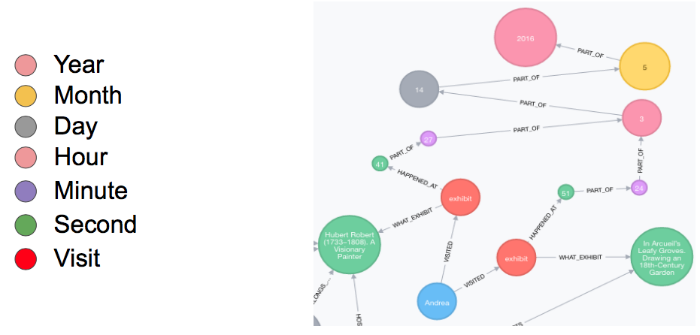 Year
Month
Day
Hour
Minute
Second
Visit
2016
PART_OF
5
PART_OF
14
PART_OF
3
PART_OF
27
PART_OF
41
HAPPENED_AT
PART_OF
24
PART_OF
51
HAPPENED_AT
exhibit
WHAT_EXHIBIT
Hubert Robert
(1733–1808), A
Visionary
Painter
VISITED
exhibit
WHAT_EXHIBIT
In Arcueil's
Leafy Groves.
Drawing an
18th-Century
Garden
VISITED
Andrea